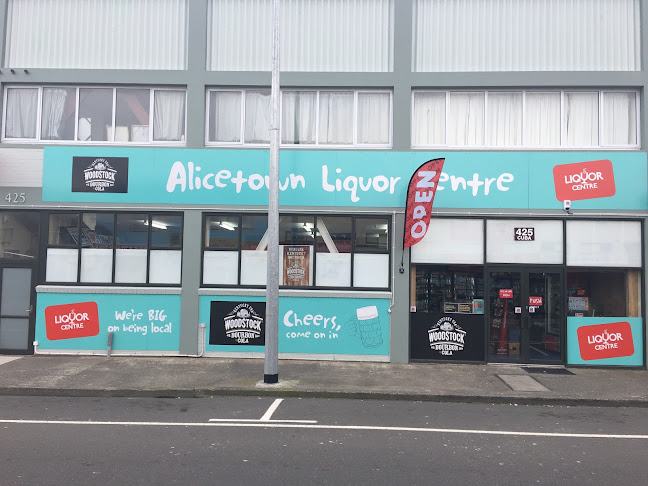 WOODSTOCK
BOURBON
& COLA
Alicetown Liquor Centre
LIQUOR
CENTRE
425
OPEN
425
CUBA
LIQUOR
CENTRE
We're BIG
on being local
WOODSTOCK
BOURBON
& COLA
Cheers,
come on in
WOODSTOCK
BOURBON
& COLA
LIQUOR
CENTRE